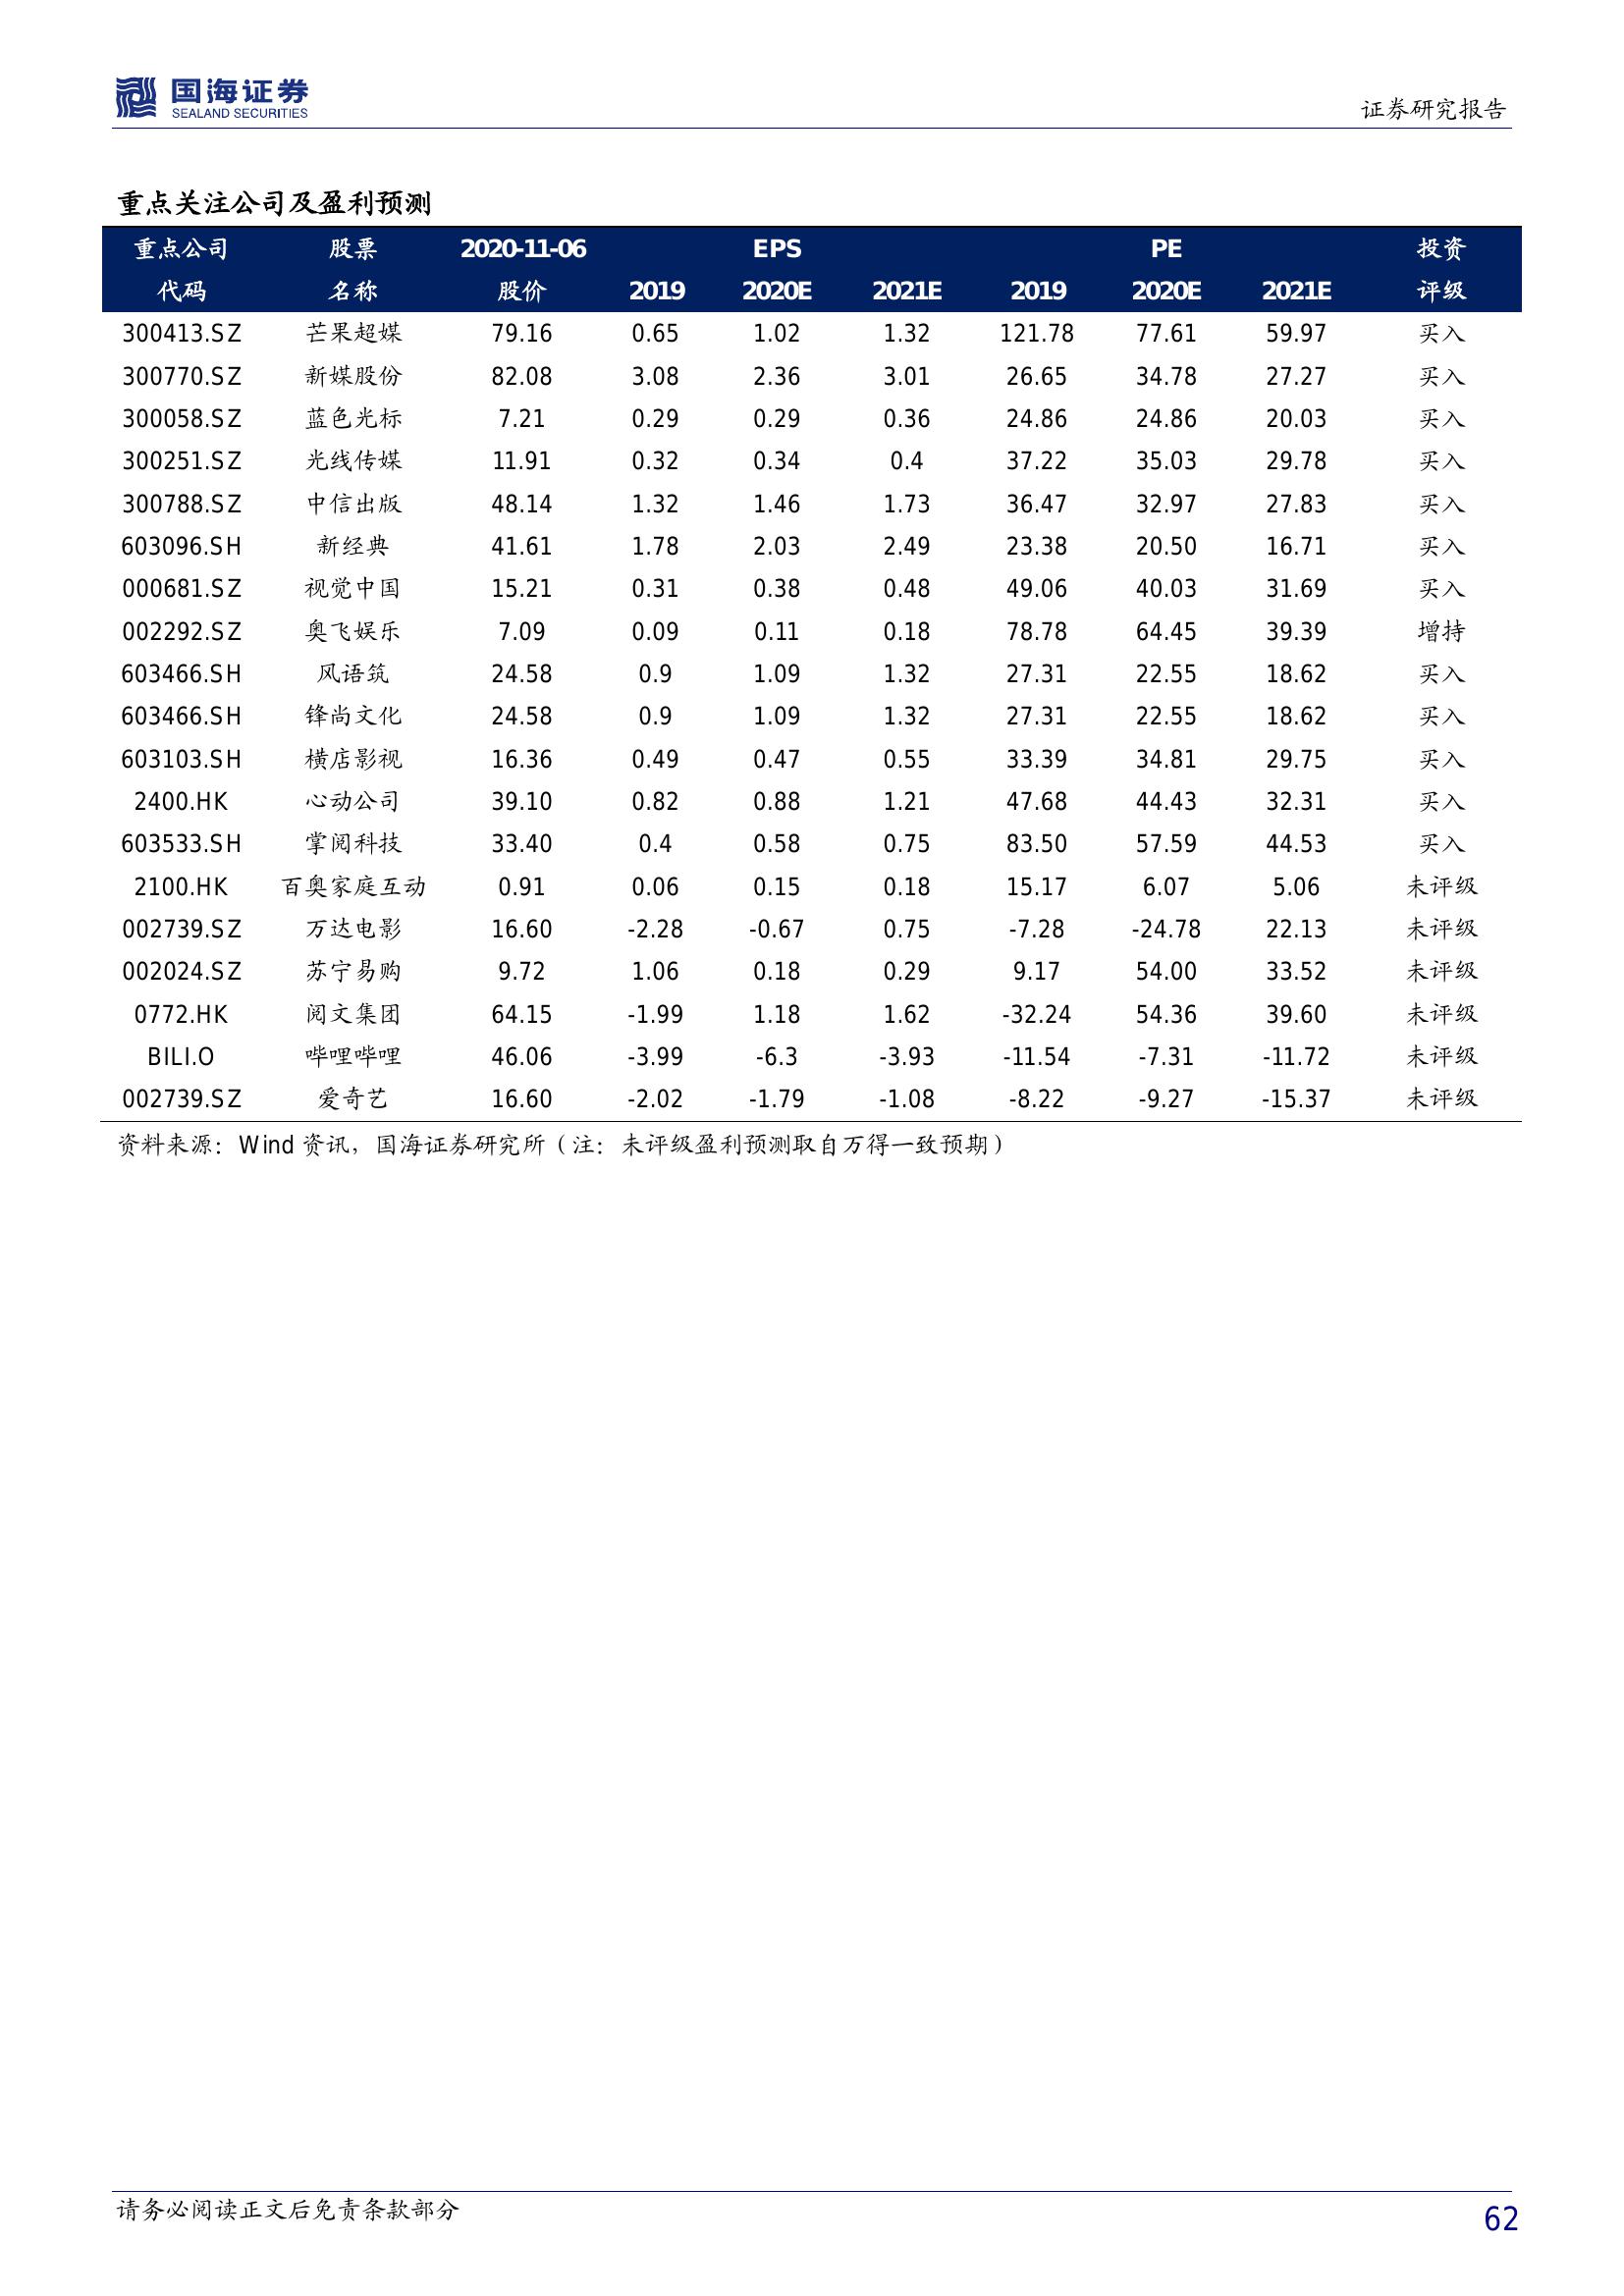 国海证券
SEALAND SECURITIES
证券研究报告
重点关注公司及盈利预测
重点公司 股票 2020-11-06 EPS PE 投资
代码 名称 股价 2019 2020E 2021E 2019 2020E 2021E 评级
300413.SZ 芒果超媒 79.16 0.65 1.02 1.32 121.78 77.61 59.97 买入
300770.SZ 新媒股份 82.08 3.08 2.36 3.01 26.65 34.78 27.27 买入
300058.SZ 蓝色光标 7.21 0.29 0.29 0.36 24.86 24.86 20.03 买入
300251.SZ 光线传媒 11.91 0.32 0.34 0.4 37.22 35.03 29.78 买入
300788.SZ 中信出版 48.14 1.32 1.46 1.73 36.47 32.97 27.83 买入
603096.SH 新经典 41.61 1.78 2.03 2.49 23.38 20.50 16.71 买入
000681.SZ 视觉中国 15.21 0.31 0.38 0.48 49.06 40.03 31.69 买入
002292.SZ 奥飞娱乐 7.09 0.09 0.11 0.18 78.78 64.45 39.39 增持
603466.SH 风语筑 24.58 0.9 1.09 1.32 27.31 22.55 18.62 买入
603466.SH 锋尚文化 24.58 0.9 1.09 1.32 27.31 22.55 18.62 买入
603103.SH 横店影视 16.36 0.49 0.47 0.55 33.39 34.81 29.75 买入
2400.HK 心动公司 39.10 0.82 0.88 1.21 47.68 44.43 32.31 买入
603533.SH 掌阅科技 33.40 0.4 0.58 0.75 83.50 57.59 44.53 买入
2100.HK 百奥家庭互动 0.91 0.06 0.15 0.18 15.17 6.07 5.06 未评级
002739.SZ 万达电影 16.60 -2.28 -0.67 0.75 -7.28 -24.78 22.13 未评级
002024.SZ 苏宁易购 9.72 1.06 0.18 0.29 9.17 54.00 33.52 未评级
0772.HK 阅文集团 64.15 -1.99 1.18 1.62 -32.24 54.36 39.60 未评级
BILI.O 哔哩哔哩 46.06 -3.99 -6.3 -3.93 -11.54 -7.31 -11.72 未评级
002739.SZ 爱奇艺 16.60 -2.02 -1.79 -1.08 -8.22 -9.27 -15.37 未评级
资料来源：Wind 资讯，国海证券研究所（注：未评级盈利预测取自万得一致预期）
请务必阅读正文后免责条款部分
62